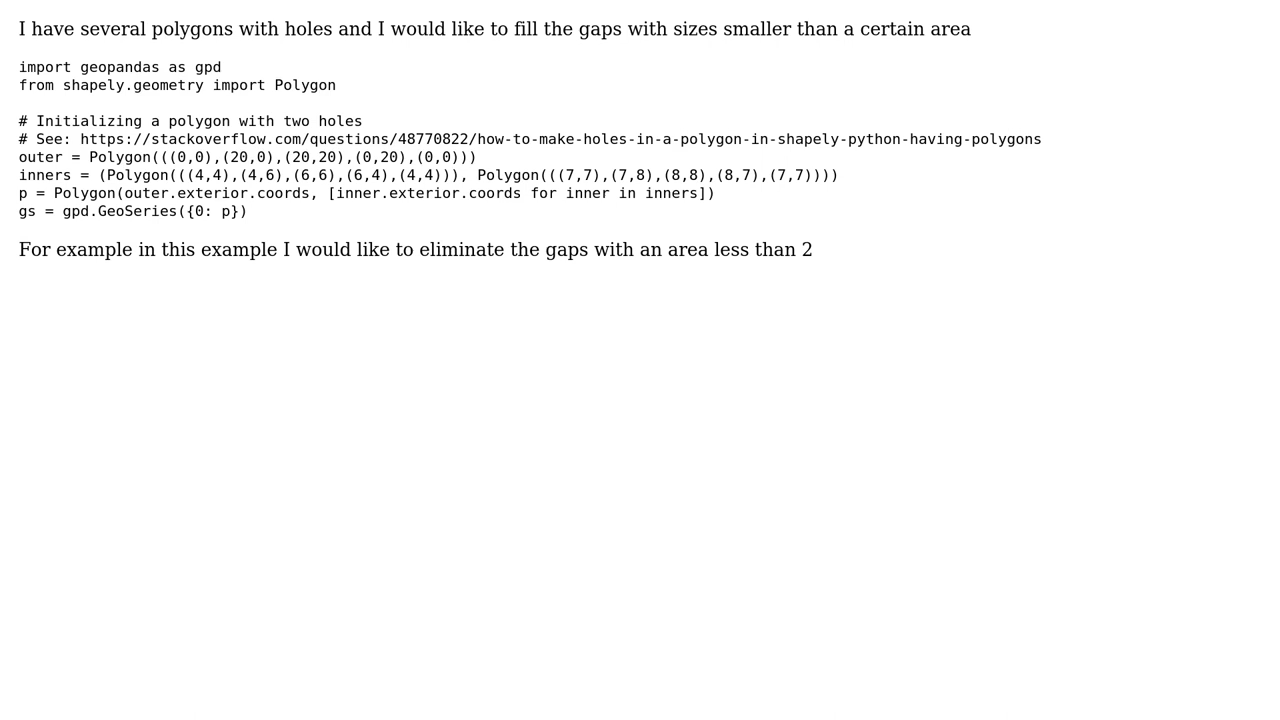 I have several polygons with holes and I would like to fill the gaps with sizes smaller than a certain area
import geopandas as gpd
from shapely.geometry import Polygon
# Initializing a polygon with two holes
# See: https://stackoverflow.com/questions/48770822/how-to-make-holes-in-a-polygon-in-shapely-python-having-polygons
outer = Polygon(((0,0),(20,0),(20,20),(0,20),(0,0)))
inners = (Polygon(((4,4),(4,6),(6,6),(6,4),(4,4))), Polygon(((7,7),(7,8),(8,8),(8,7),(7,7))))
p = Polygon(outer.exterior.coords, [inner.exterior.coords for inner in inners])
gs = gpd.GeoSeries({0: p})
For example in this example I would like to eliminate the gaps with an area less than 2